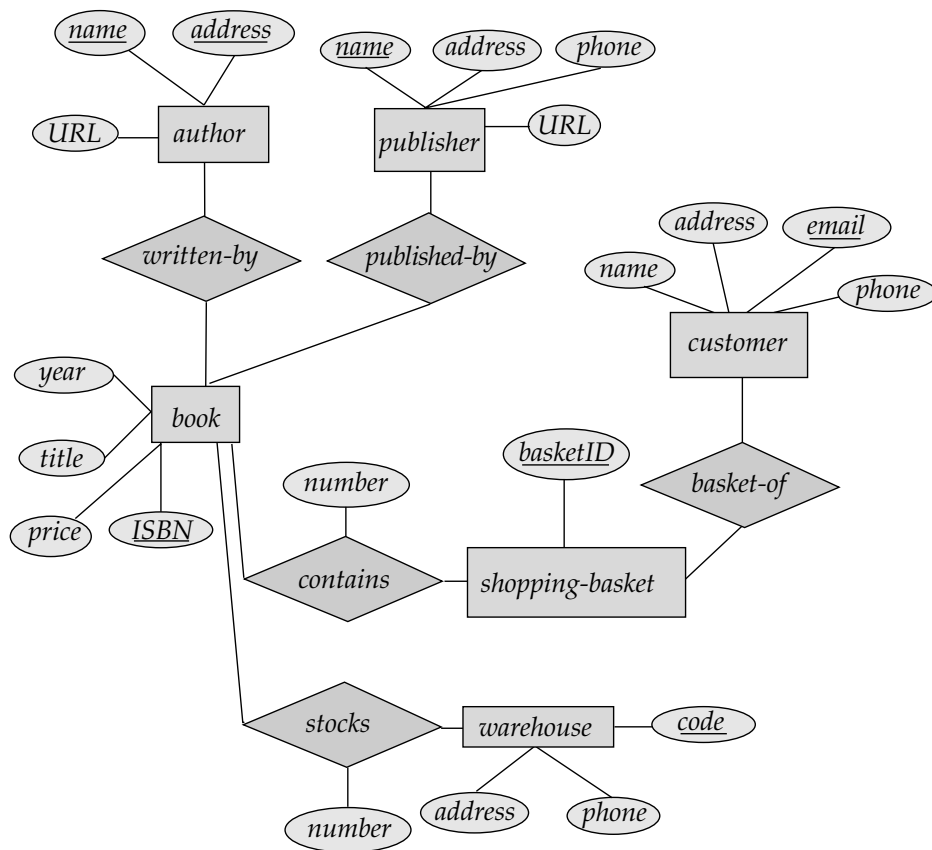 name
address
name
address
phone
URL
author
publisher
URL
written-by
published-by
address
email
name
phone
customer
year
book
title
basketID
number
basket-of
price
ISBN
contains
shopping-basket
stocks
warehouse
code
address
phone
number